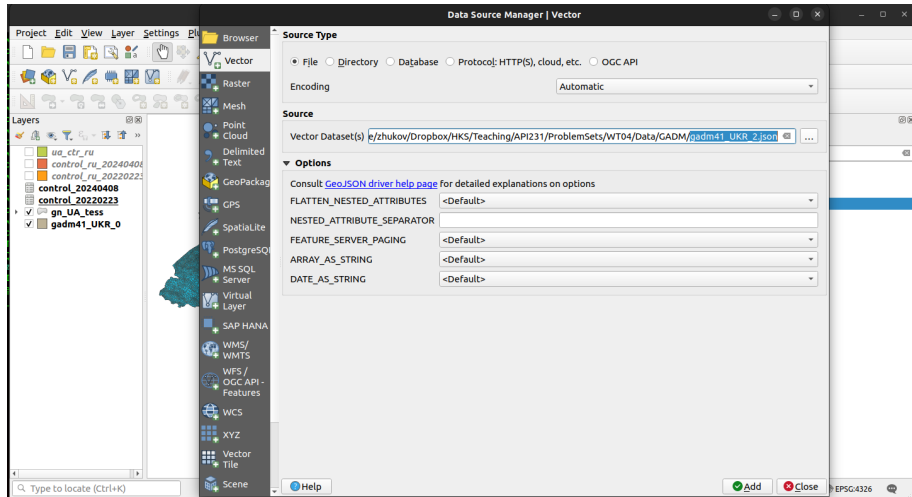 Data Source Manager | Vector
Project Edit View Layer Settings
Layers
ua_ctr_ru
control_ru_20240408
control_ru_20220223
control_20240408
control_20220223
gn_UA_tess
gadm41_UKR_0
Type to locate (Ctrl+K)
Browser
Vector
Raster
Mesh
Point
Cloud
Delimited
Text
GeoPackag
GPS
SpatiaLite
PostgreSQL
MS SQL
Server
Virtual
Layer
SAP HANA
WMS/
WMTS
WFS /
OGC API -
Features
WCS
XYZ
Vector
Tile
Scene
Source Type
File Directory Database Protocol: HTTP(S), cloud, etc. OGC API
Encoding Automatic
Source
Vector Dataset(s) e/zhukov/Dropbox/HKS/Teaching/API231/ProblemSets/WT04/Data/GADM/gadm41_UKR_2.json ...
Options
Consult GeoJSON driver help page for detailed explanations on options
FLATTEN_NESTED_ATTRIBUTES <Default>
NESTED_ATTRIBUTE_SEPARATOR
FEATURE_SERVER_PAGING <Default>
ARRAY_AS_STRING <Default>
DATE_AS_STRING <Default>
Help Add Close
EPSG:4326